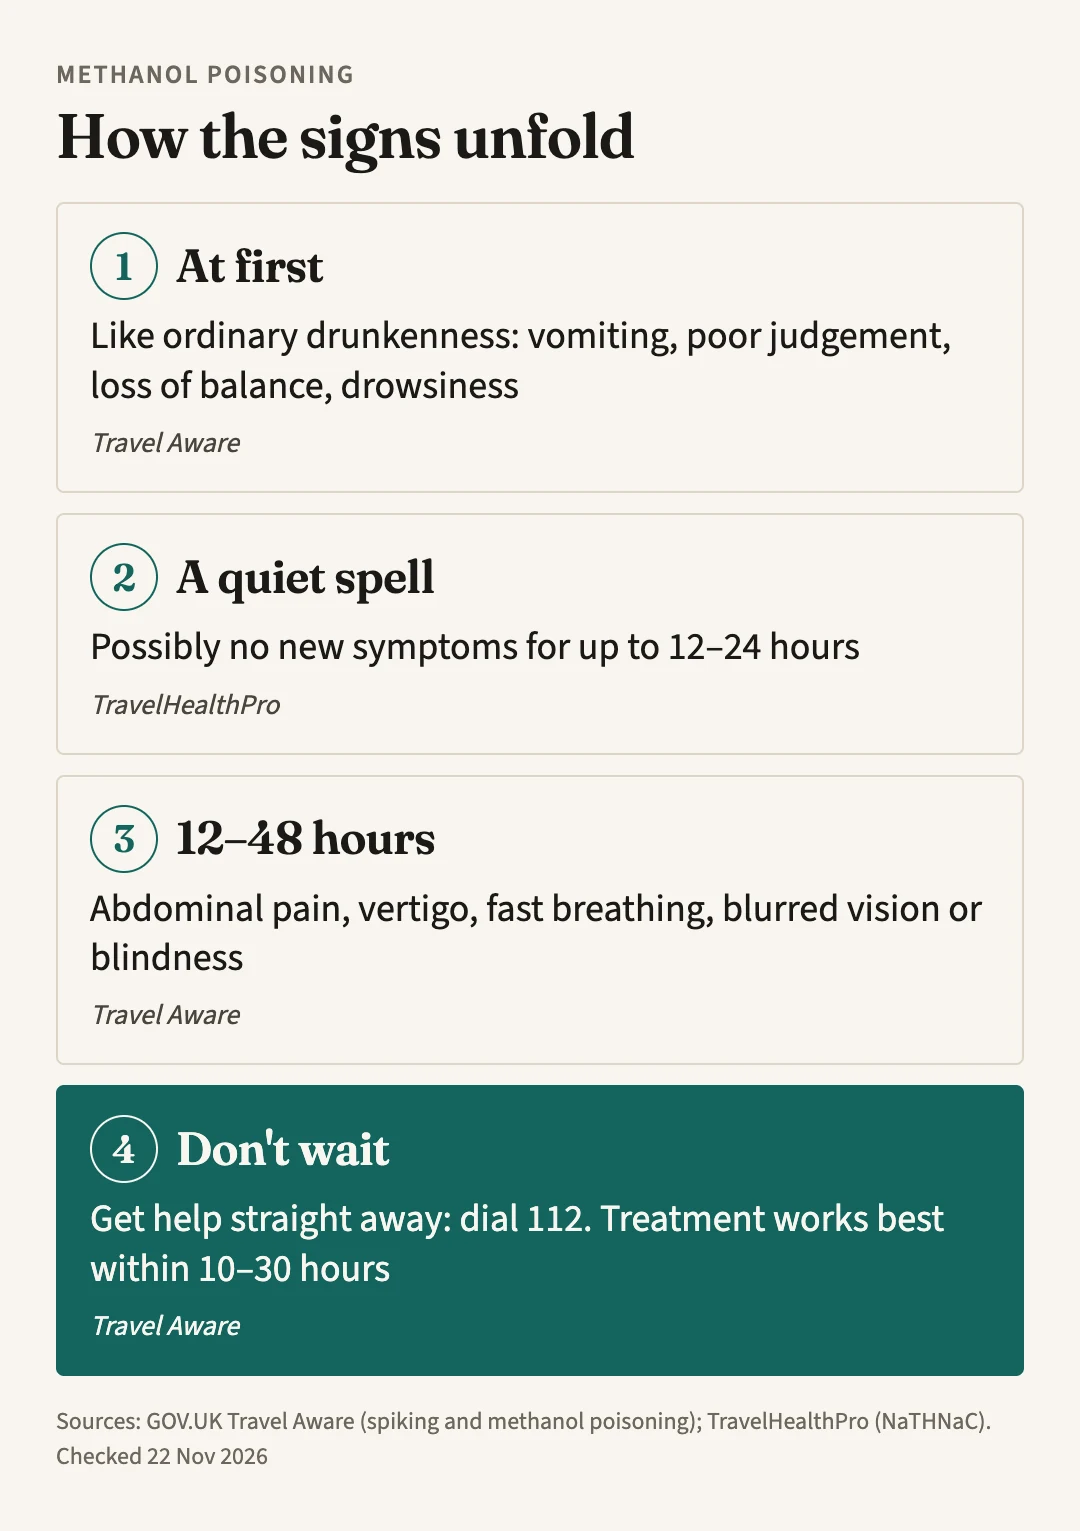 METHANOL POISONING
How the signs unfold
1 At first
Like ordinary drunkenness: vomiting, poor judgement,
loss of balance, drowsiness
Travel Aware
2 A quiet spell
Possibly no new symptoms for up to 12–24 hours
TravelHealthPro
3 12–48 hours
Abdominal pain, vertigo, fast breathing, blurred vision or
blindness
Travel Aware
4 Don't wait
Get help straight away: dial 112. Treatment works best
within 10–30 hours
Travel Aware
Sources: GOV.UK Travel Aware (spiking and methanol poisoning); TravelHealthPro (NaTHNaC).
Checked 22 Nov 2026